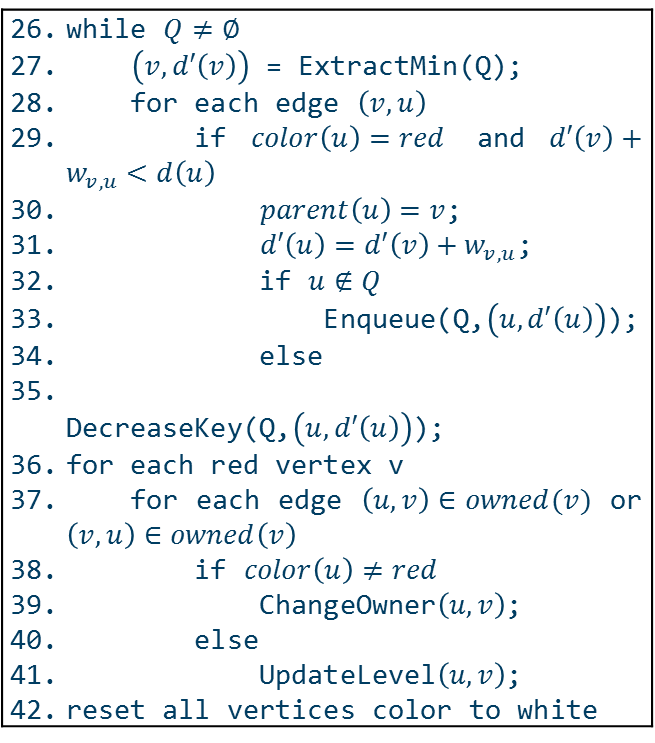 26. while Q ≠ ∅
27. (v, d′(v)) = ExtractMin(Q);
28. for each edge (v, u)
29. if color(u) = red and d′(v) +
w_{v,u} < d(u)
30. parent(u) = v;
31. d′(u) = d′(v) + w_{v,u};
32. if u ∉ Q
33. Enqueue(Q, (u, d′(u)));
34. else
35.
DecreaseKey(Q, (u, d′(u)));
36. for each red vertex v
37. for each edge (u, v) ∈ owned(v) or
(v, u) ∈ owned(v)
38. if color(u) ≠ red
39. ChangeOwner(u, v);
40. else
41. UpdateLevel(u, v);
42. reset all vertices color to white